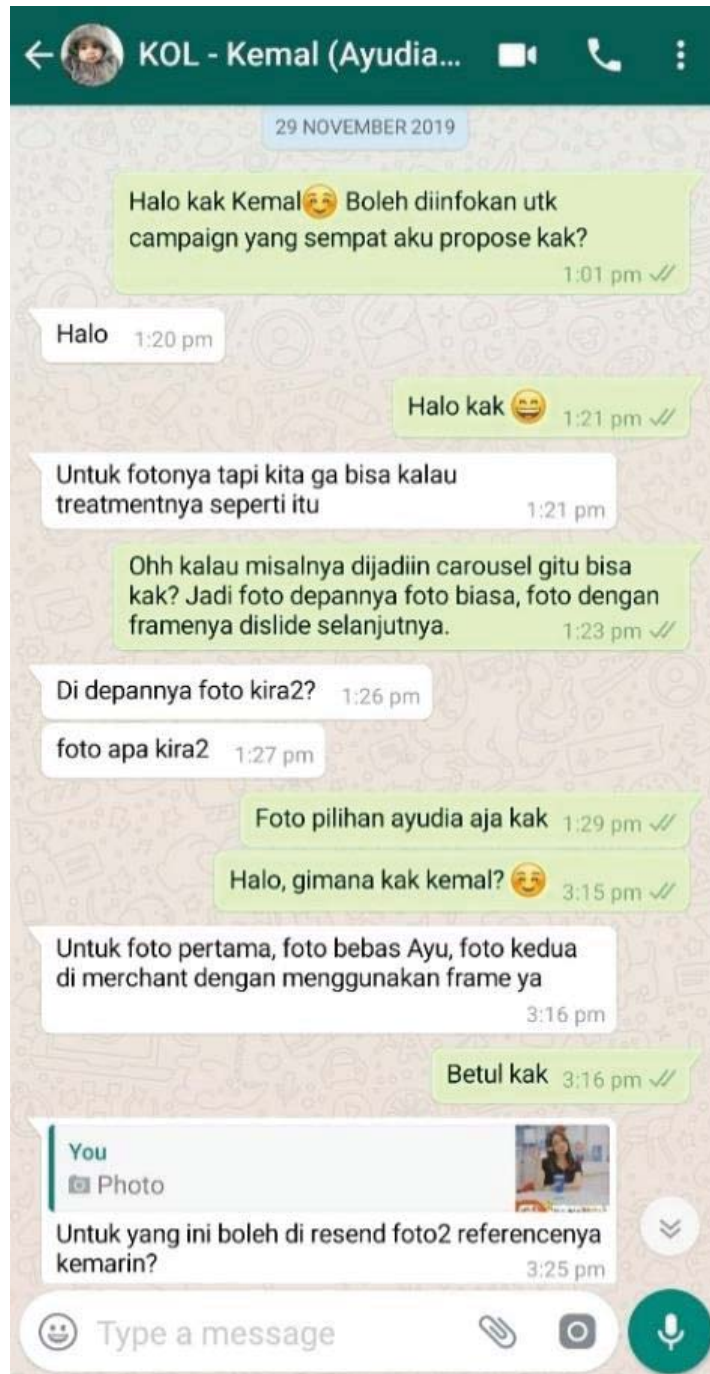 KOL - Kemal (Ayudia...
29 NOVEMBER 2019
Halo kak Kemal☺️ Boleh diinfokan utk
campaign yang sempat aku propose kak?
1:01 pm
Halo 1:20 pm
Halo kak 😄 1:21 pm
Untuk fotonya tapi kita ga bisa kalau
treatmentnya seperti itu
1:21 pm
Ohh kalau misalnya dijadiin carousel gitu bisa
kak? Jadi foto depannya foto biasa, foto dengan
framenya dislide selanjutnya. 1:23 pm
Di depannya foto kira2? 1:26 pm
foto apa kira2 1:27 pm
Foto pilihan ayudia aja kak 1:29 pm
Halo, gimana kak kemal?☺️ 3:15 pm
Untuk foto pertama, foto bebas Ayu, foto kedua
di merchant dengan menggunakan frame ya
3:16 pm
Betul kak 3:16 pm
You
Photo
Untuk yang ini boleh di resend foto2 referencenya
kemarin?
3:25 pm
Type a message